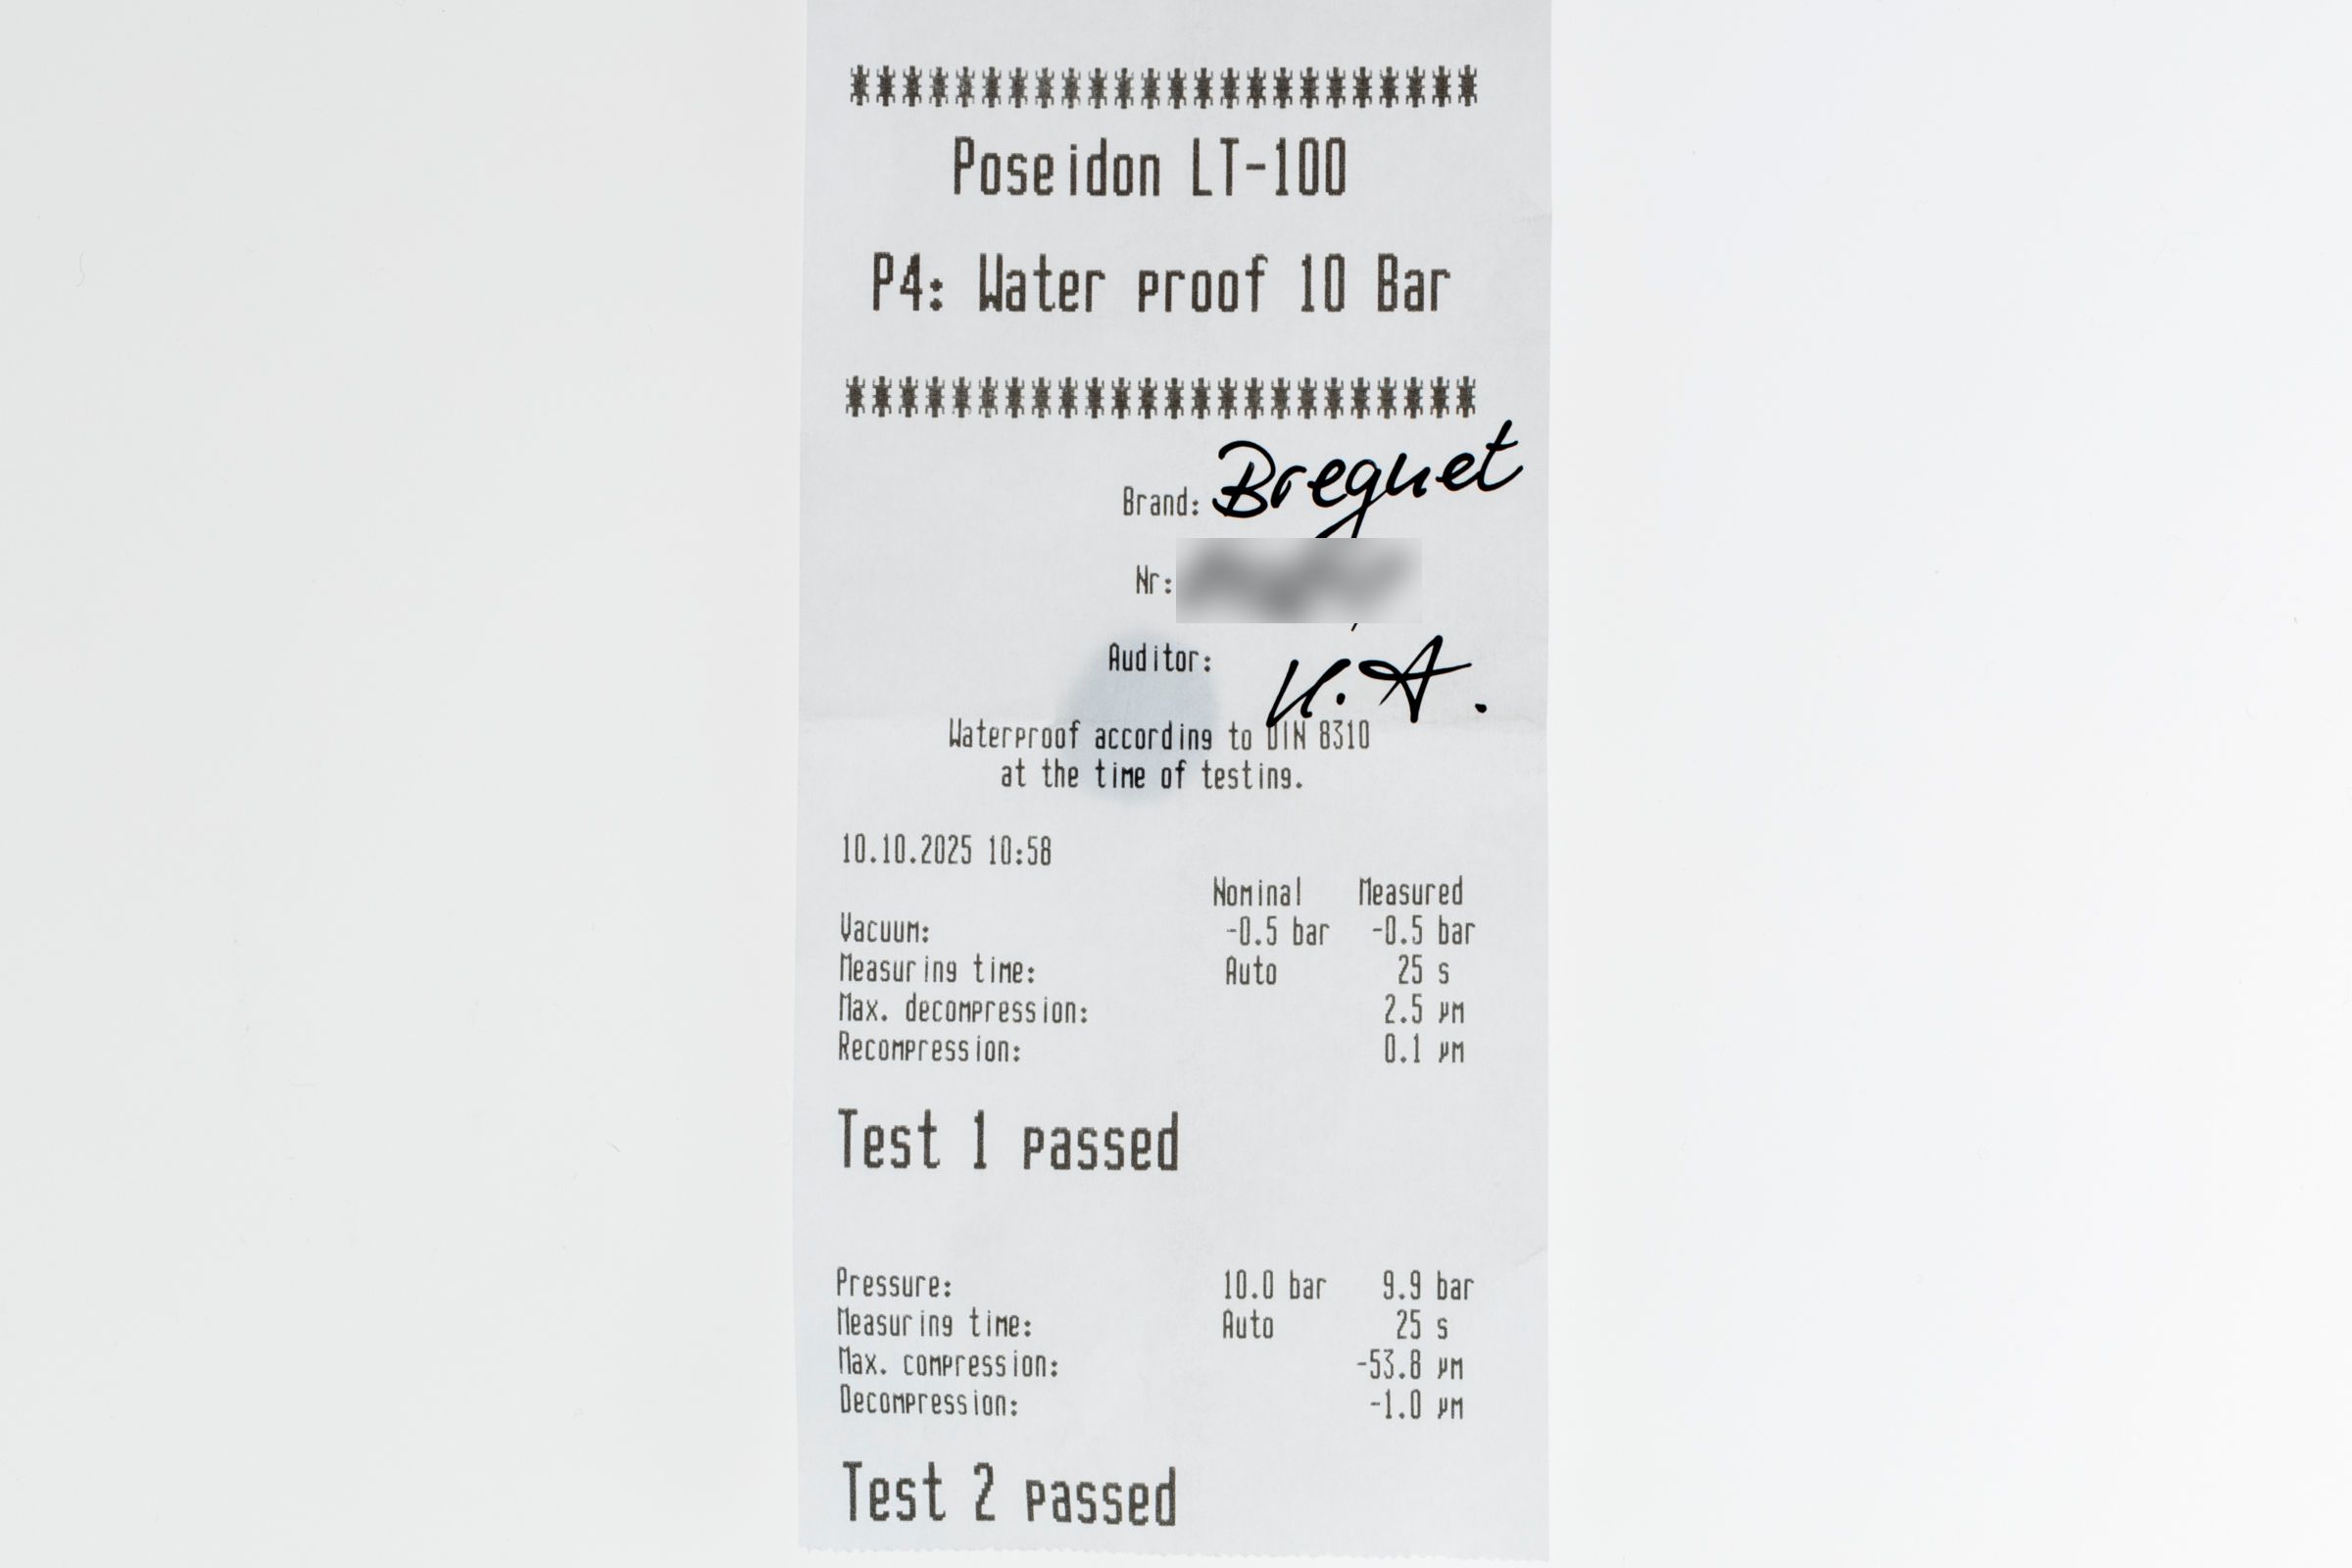 ************************
Poseidon LT-100
P4: Water proof 10 Bar
************************
Brand: Breguet
Nr:
Auditor: K. A.
Waterproof according to DIN 8310
at the time of testing.
10.10.2025 10:58
Nominal Measured
Vacuum: -0.5 bar -0.5 bar
Measuring time: Auto 25 s
Max. decompression: 2.5 µm
Recompression: 0.1 µm
Test 1 passed
Pressure: 10.0 bar 9.9 bar
Measuring time: Auto 25 s
Max. compression: -53.8 µm
Decompression: -1.0 µm
Test 2 passed